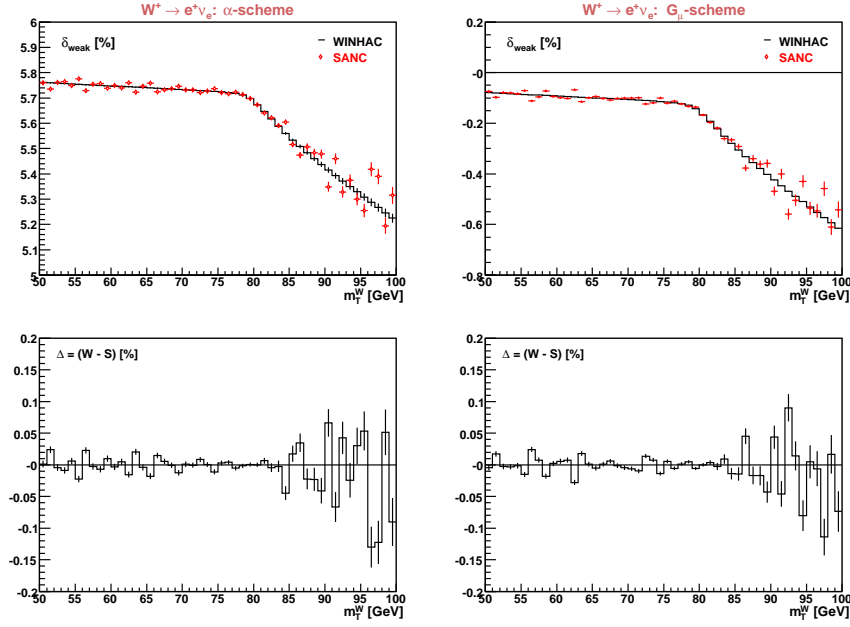 W⁺ → e⁺νₑ: α-scheme
δweak [%]
WINHAC
SANC
6
5.9
5.8
5.7
5.6
5.5
5.4
5.3
5.2
5.1
5
50 55 60 65 70 75 80 85 90 95 100
m_T^W [GeV]
W⁺ → e⁺νₑ: G_μ-scheme
δweak [%]
WINHAC
SANC
0.2
-0
-0.2
-0.4
-0.6
-0.8
50 55 60 65 70 75 80 85 90 95 100
m_T^W [GeV]
Δ = (W - S) [%]
0.2
0.15
0.1
0.05
-0
-0.05
-0.1
-0.15
-0.2
50 55 60 65 70 75 80 85 90 95 100
m_T^W [GeV]
Δ = (W - S) [%]
0.2
0.15
0.1
0.05
-0
-0.05
-0.1
-0.15
-0.2
50 55 60 65 70 75 80 85 90 95 100
m_T^W [GeV]